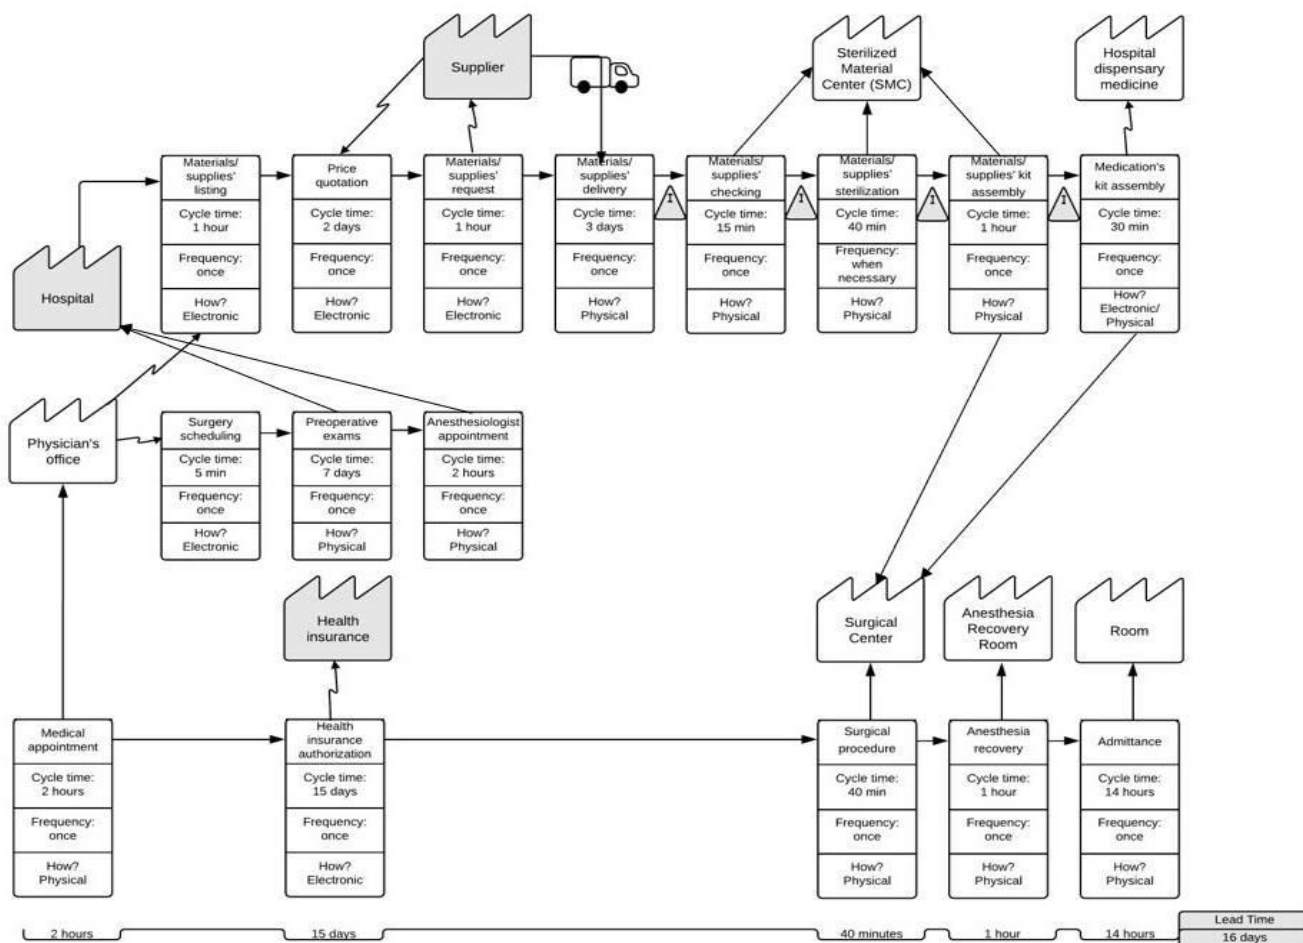 Supplier
Sterilized
Material
Center (SMC)
Hospital
dispensary
medicine
Materials/
supplies'
listing
Cycle time:
1 hour
Frequency:
once
How?
Electronic
Price
quotation
Cycle time:
2 days
Frequency:
once
How?
Electronic
Materials/
supplies'
request
Cycle time:
1 hour
Frequency:
once
How?
Electronic
Materials/
supplies'
delivery
Cycle time:
3 days
Frequency:
once
How?
Physical
I
Materials/
supplies'
checking
Cycle time:
15 min
Frequency:
once
How?
Physical
I
Materials/
supplies'
sterilization
Cycle time:
40 min
Frequency:
when
necessary
How?
Physical
I
Materials/
supplies' kit
assembly
Cycle time:
1 hour
Frequency:
once
How?
Physical
I
Medication's
kit assembly
Cycle time:
30 min
Frequency:
once
How?
Electronic/
Physical
Hospital
Physician's
office
Surgery
scheduling
Cycle time:
5 min
Frequency:
once
How?
Electronic
Preoperative
exams
Cycle time:
7 days
Frequency:
once
How?
Physical
Anesthesiologist
appointment
Cycle time:
2 hours
Frequency:
once
How?
Physical
Health
insurance
Surgical
Center
Anesthesia
Recovery
Room
Room
Medical
appointment
Cycle time:
2 hours
Frequency:
once
How?
Physical
Health
insurance
authorization
Cycle time:
15 days
Frequency:
once
How?
Electronic
Surgical
procedure
Cycle time:
40 min
Frequency:
once
How?
Physical
Anesthesia
recovery
Cycle time:
1 hour
Frequency:
once
How?
Physical
Admittance
Cycle time:
14 hours
Frequency:
once
How?
Physical
2 hours
15 days
40 minutes
1 hour
14 hours
Lead Time
16 days